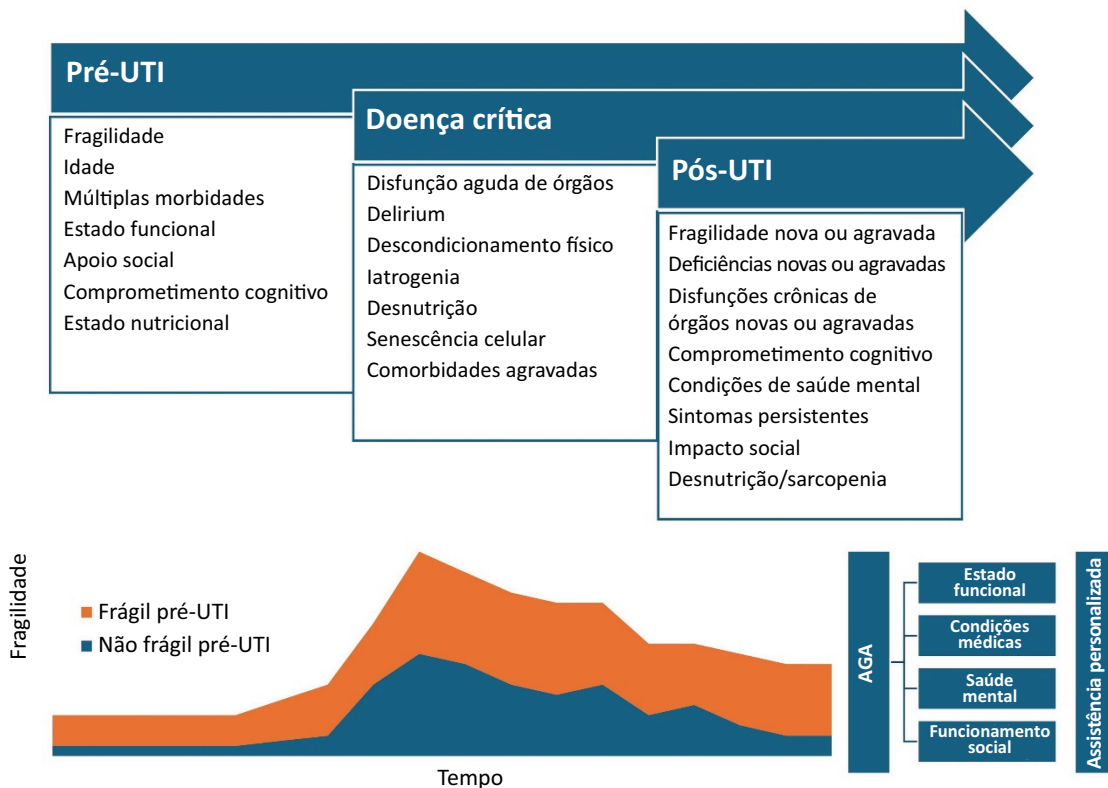 Pré-UTI
Fragilidade
Idade
Múltiplas morbidades
Estado funcional
Apoio social
Comprometimento cognitivo
Estado nutricional
Doença crítica
Disfunção aguda de órgãos
Delirium
Descondicionamento físico
Iatrogenia
Desnutrição
Senescência celular
Comorbidades agravadas
Pós-UTI
Fragilidade nova ou agravada
Deficiências novas ou agravadas
Disfunções crônicas de
órgãos novas ou agravadas
Comprometimento cognitivo
Condições de saúde mental
Sintomas persistentes
Impacto social
Desnutrição/sarcopenia
Fragilidade
Frágil pré-UTI
Não frágil pré-UTI
Tempo
AGA
Estado
funcional
Condições
médicas
Saúde
mental
Funcionamento
social
Assistência personalizada